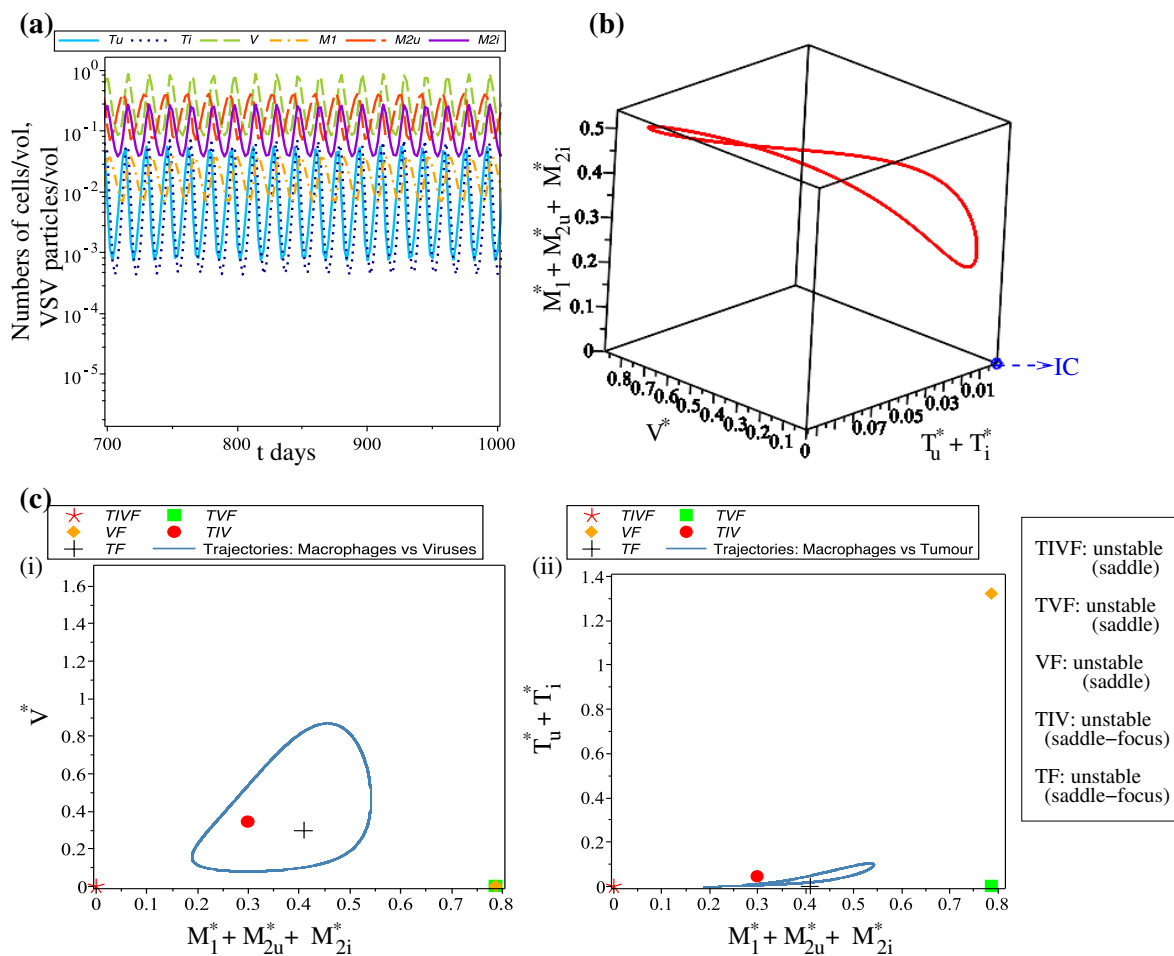 (a)
Tu Ti V M1 M2u M2i
Numbers of cells/vol,
VSV particles/vol
10^0
10^-1
10^-2
10^-3
10^-4
10^-5
700 800 900 1000
t days
(b)
M*1 + M*2u + M*2i
0.5
0.4
0.3
0.2
0.1
0
0.8 0.7 0.6 0.5 0.4 0.3 0.2 0.1 0
V*
0.07 0.05 0.03 0.01
T*u + T*i
IC
(c)
TIVF TVF
VF TIV
TF Trajectories: Macrophages vs Viruses
(i)
V*
1.6
1.4
1.2
1
0.8
0.6
0.4
0.2
0
0 0.1 0.2 0.3 0.4 0.5 0.6 0.7 0.8
M*1 + M*2u + M*2i
TIVF TVF
VF TIV
TF Trajectories: Macrophages vs Tumour
(ii)
T*u + T*i
1.4
1.2
1
0.8
0.6
0.4
0.2
0
0 0.1 0.2 0.3 0.4 0.5 0.6 0.7 0.8
M*1 + M*2u + M*2i
TIVF: unstable
(saddle)
TVF: unstable
(saddle)
VF: unstable
(saddle)
TIV: unstable
(saddle-focus)
TF: unstable
(saddle-focus)